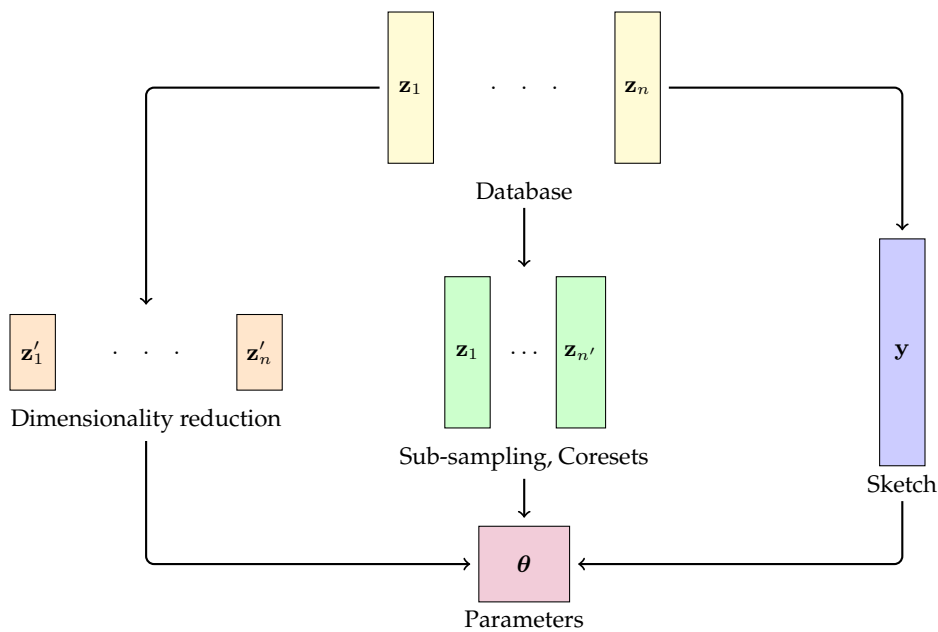 𝐳₁ · · · 𝐳ₙ
Database
𝐳′₁ · · · 𝐳′ₙ
𝐳₁ … 𝐳ₙ′
𝐲
Dimensionality reduction
Sub-sampling, Coresets
Sketch
𝜽
Parameters